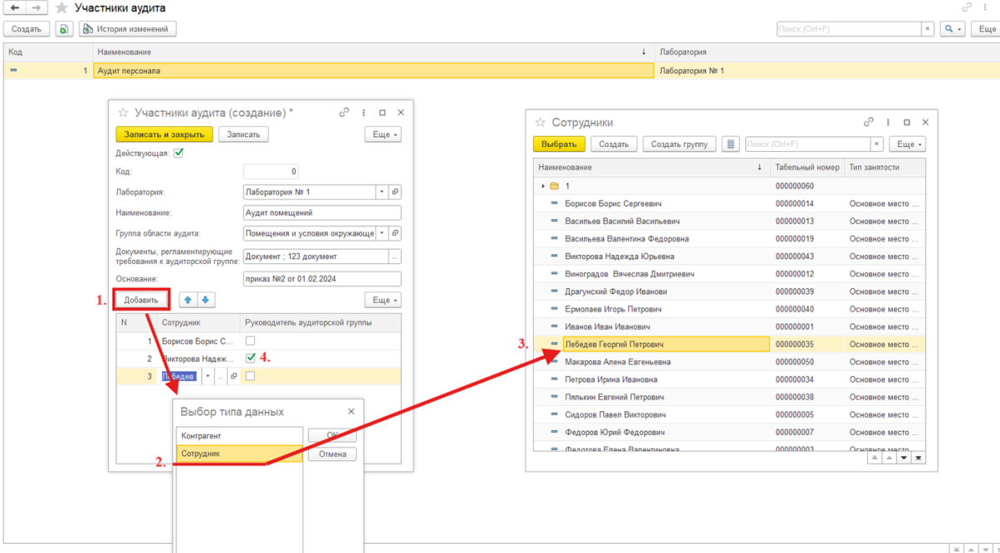 Участники аудита
Создать История изменений Поиск (Ctrl+F) × Еще
Код Наименование ↓ Лаборатория
1 Аудит персонала Лаборатория № 1
Участники аудита (создание) *
Записать и закрыть Записать Еще
Действующая:
Код: 0
Лаборатория: Лаборатория № 1
Наименование: Аудит помещений
Группа области аудита: Помещения и условия окружающе
Документы, регламентирующие
требования к аудиторской группе: Документ ; 123 документ ...
Основание: приказ №2 от 01.02.2024
1. Добавить Еще
N Сотрудник Руководитель аудиторской группы
1 Борисов Борис С...
2 Викторова Надеж... 4.
3 Лебедев ...
Выбор типа данных ×
Контрагент ОК
2. Сотрудник Отмена
Сотрудники
Выбрать Создать Создать группу Поиск (Ctrl+F) × Еще
Наименование ↓ Табельный номер Тип занятости
1 000000060
Борисов Борис Сергеевич 000000014 Основное место ...
Васильев Василий Васильевич 000000013 Основное место ...
Васильева Валентина Федоровна 000000019 Основное место ...
Викторова Надежда Юрьевна 000000043 Основное место ...
Виноградов Вячеслав Дмитриевич 000000012 Основное место ...
Драгунский Федор Иванови 000000039 Основное место ...
Ермолаев Игорь Петрович 000000040 Основное место ...
Иванов Иван Иванович 000000001 Основное место ...
3. Лебедев Георгий Петрович 000000035 Основное место ...
Макарова Алена Евгеньевна 000000050 Основное место ...
Петрова Ирина Ивановна 000000034 Основное место ...
Пяпькин Евгений Петрович 000000038 Основное место ...
Сидоров Павел Викторович 000000005 Основное место ...
Федоров Юрий Федорович 000000007 Основное место ...
Федотова Елена Валентиновна 000000003 Основное место ...